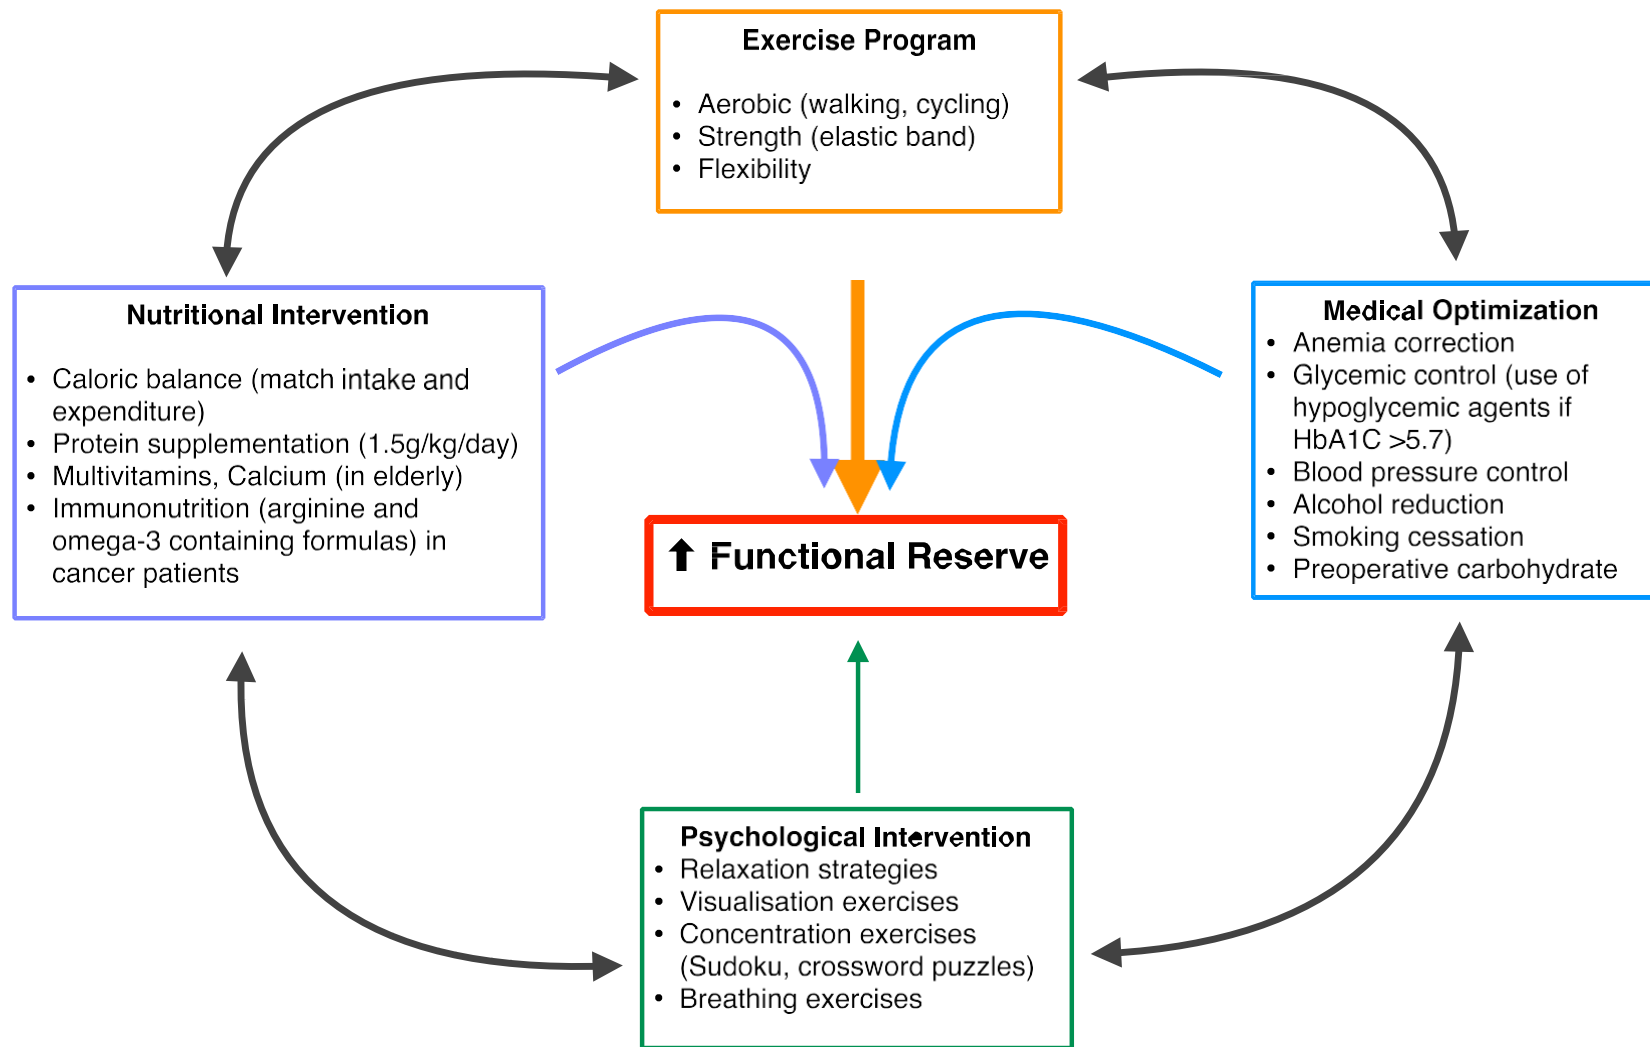 Exercise Program
• Aerobic (walking, cycling)
• Strength (elastic band)
• Flexibility
Nutritional Intervention
• Caloric balance (match intake and
expenditure)
• Protein supplementation (1.5g/kg/day)
• Multivitamins, Calcium (in elderly)
• Immunonutrition (arginine and
omega-3 containing formulas) in
cancer patients
Medical Optimization
• Anemia correction
• Glycemic control (use of
hypoglycemic agents if
HbA1C >5.7)
• Blood pressure control
• Alcohol reduction
• Smoking cessation
• Preoperative carbohydrate
⬆ Functional Reserve
Psychological Intervention
• Relaxation strategies
• Visualisation exercises
• Concentration exercises
(Sudoku, crossword puzzles)
• Breathing exercises